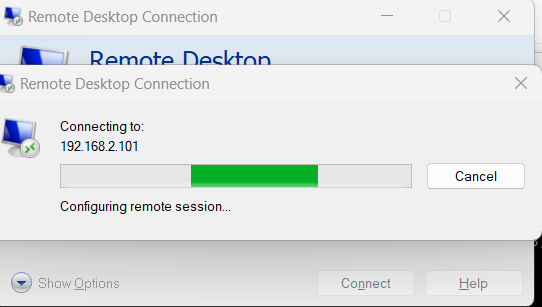 Remote Desktop Connection
Remote Desktop
Remote Desktop Connection
Connecting to:
192.168.2.101
Cancel
Configuring remote session...
Show Options
Connect
Help